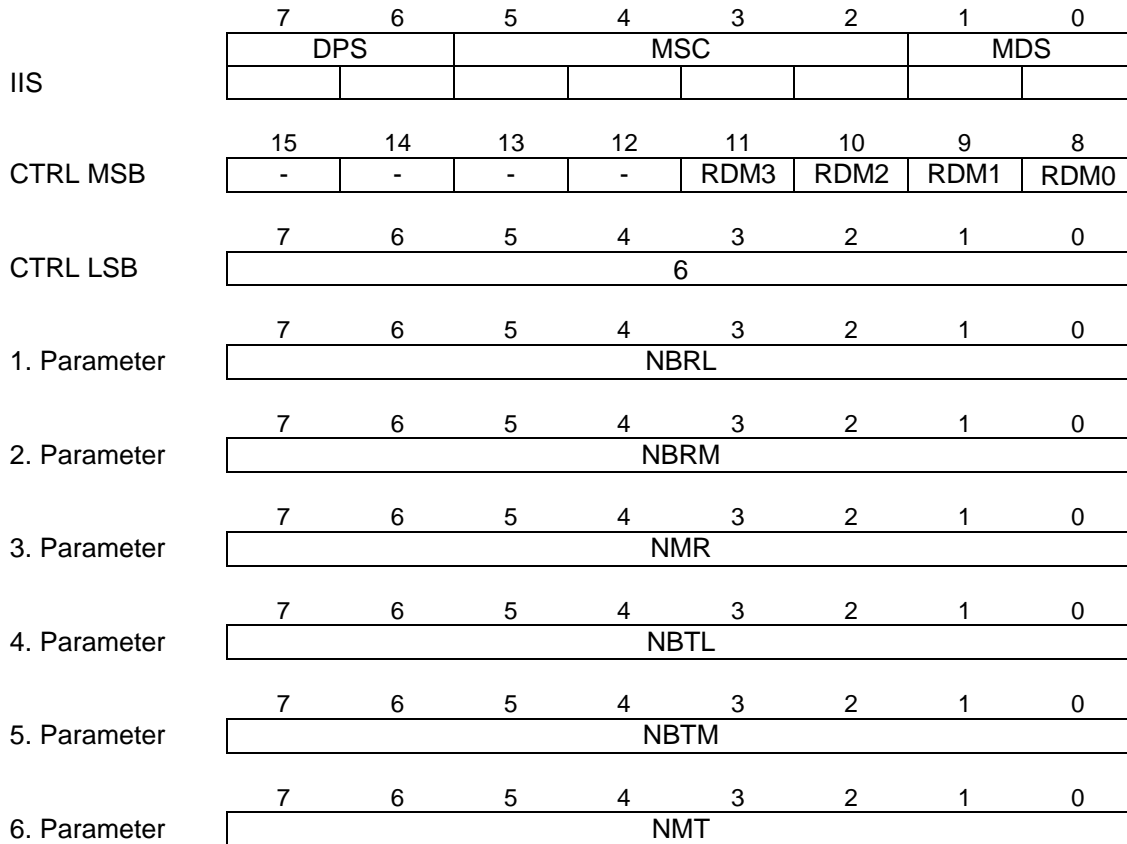 7 6 5 4 3 2 1 0
DPS MSC MDS
IIS
15 14 13 12 11 10 9 8
CTRL MSB - - - - RDM3 RDM2 RDM1 RDM0
7 6 5 4 3 2 1 0
CTRL LSB 6
7 6 5 4 3 2 1 0
1. Parameter NBRL
7 6 5 4 3 2 1 0
2. Parameter NBRM
7 6 5 4 3 2 1 0
3. Parameter NMR
7 6 5 4 3 2 1 0
4. Parameter NBTL
7 6 5 4 3 2 1 0
5. Parameter NBTM
7 6 5 4 3 2 1 0
6. Parameter NMT